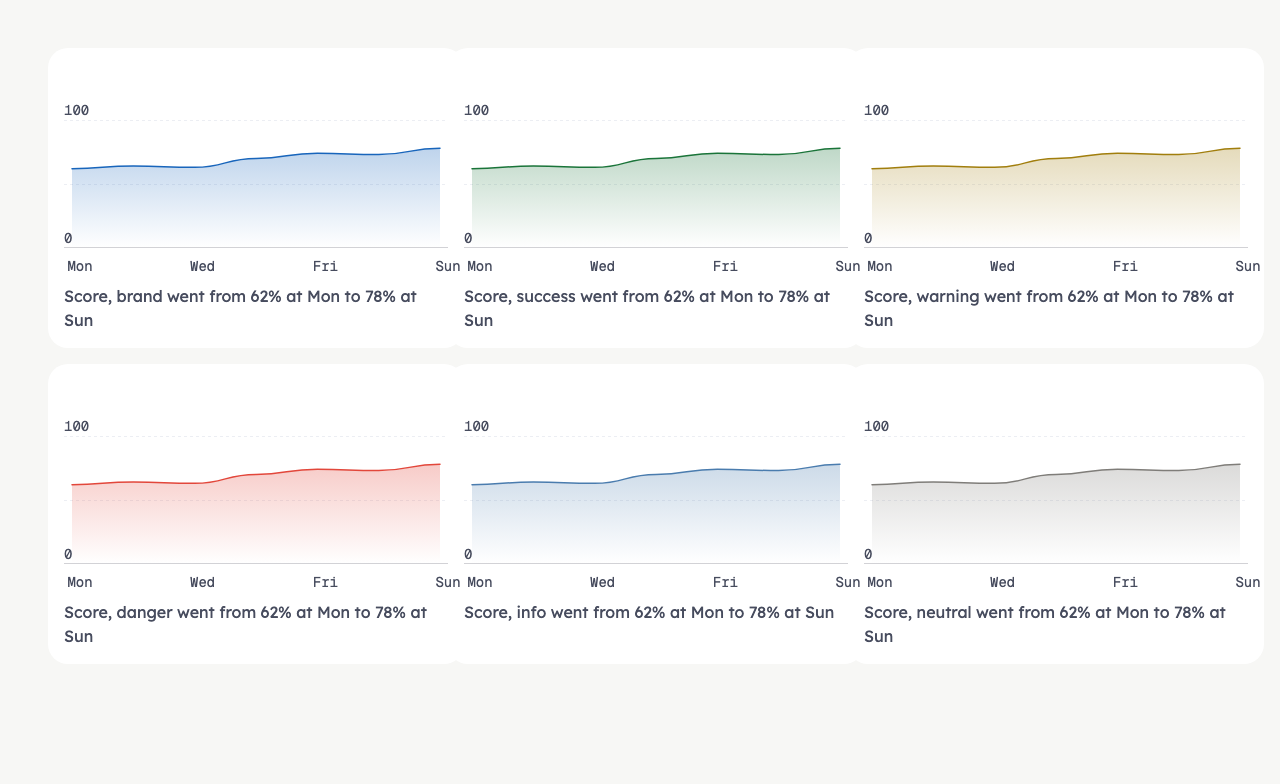 100
0
Mon Wed Fri Sun
Score, brand went from 62% at Mon to 78% at
Sun
100
0
Mon Wed Fri Sun
Score, success went from 62% at Mon to 78% at
Sun
100
0
Mon Wed Fri Sun
Score, warning went from 62% at Mon to 78% at
Sun
100
0
Mon Wed Fri Sun
Score, danger went from 62% at Mon to 78% at
Sun
100
0
Mon Wed Fri Sun
Score, info went from 62% at Mon to 78% at Sun
100
0
Mon Wed Fri Sun
Score, neutral went from 62% at Mon to 78% at
Sun